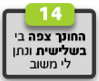 14
החונך צפה בי
בשלישית ונתן
לי משוב